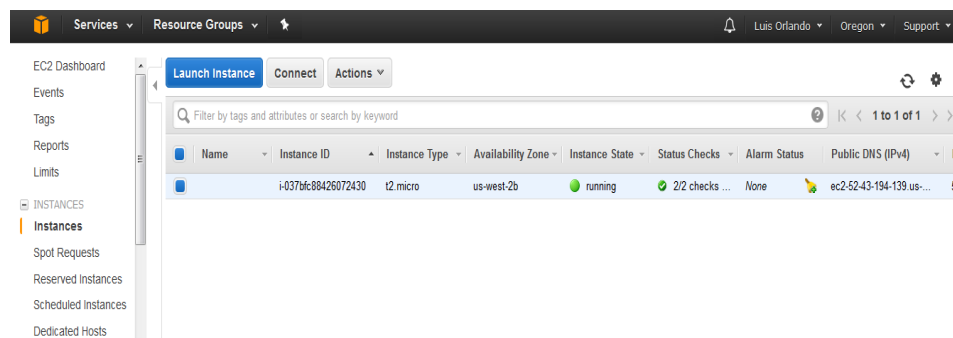 Services Resource Groups Luis Orlando Oregon Support
EC2 Dashboard
Events
Tags
Reports
Limits
INSTANCES
Instances
Spot Requests
Reserved Instances
Scheduled Instances
Dedicated Hosts
Launch Instance Connect Actions
Filter by tags and attributes or search by keyword 1 to 1 of 1
Name Instance ID Instance Type Availability Zone Instance State Status Checks Alarm Status Public DNS (IPv4)
i-037bfc88426072430 t2.micro us-west-2b running 2/2 checks ... None ec2-52-43-194-139.us-...